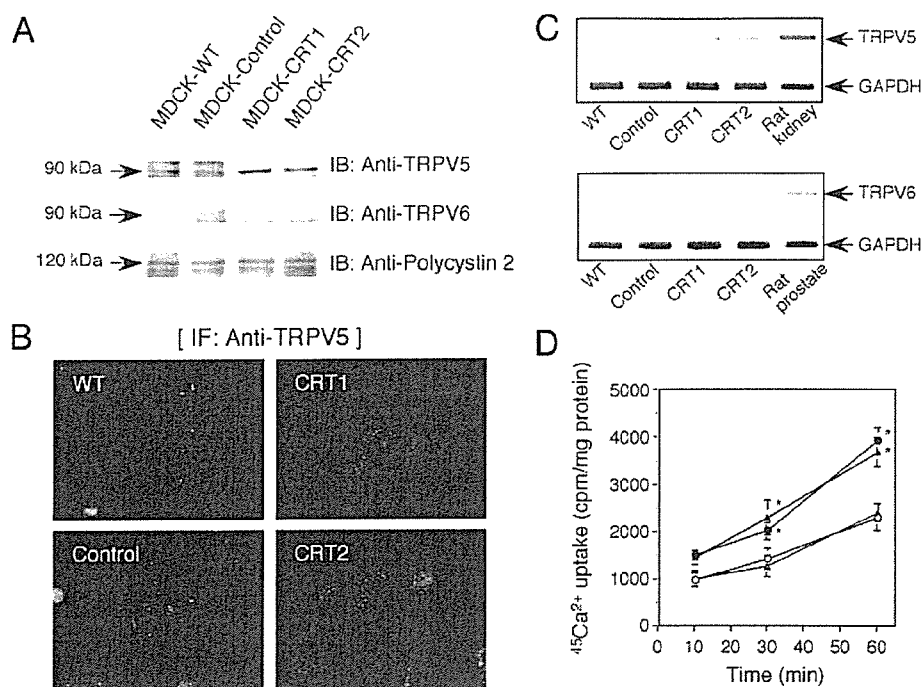 A
MDCK-WT
MDCK-Control
MDCK-CRT1
MDCK-CRT2
90 kDa
IB: Anti-TRPV5
90 kDa
IB: Anti-TRPV6
120 kDa
IB: Anti-Polycystin 2
B
[ IF: Anti-TRPV5 ]
WT
CRT1
Control
CRT2
C
TRPV5
GAPDH
WT
Control
CRT1
CRT2
Rat kidney
TRPV6
GAPDH
WT
Control
CRT1
CRT2
Rat prostate
D
45Ca2+ uptake (cpm/mg protein)
5000
4000
3000
2000
1000
0
*
*
*
*
0 10 20 30 40 50 60
Time (min)